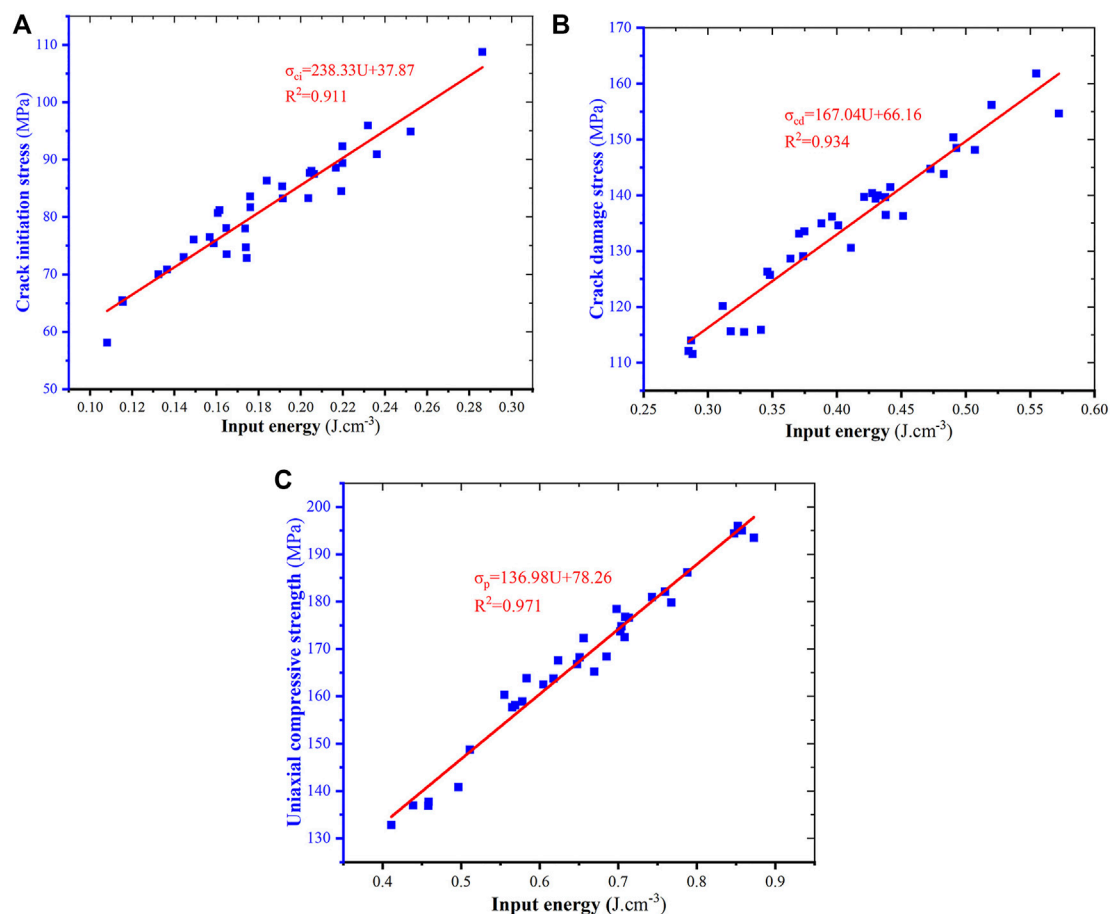 A
Crack initiation stress (MPa)
110
100
90
80
70
60
50
σci=238.33U+37.87
R²=0.911
0.10 0.12 0.14 0.16 0.18 0.20 0.22 0.24 0.26 0.28 0.30
Input energy (J.cm⁻³)
B
Crack damage stress (MPa)
170
160
150
140
130
120
110
σcd=167.04U+66.16
R²=0.934
0.25 0.30 0.35 0.40 0.45 0.50 0.55 0.60
Input energy (J.cm⁻³)
C
Uniaxial compressive strength (MPa)
200
190
180
170
160
150
140
130
σp=136.98U+78.26
R²=0.971
0.4 0.5 0.6 0.7 0.8 0.9
Input energy (J.cm⁻³)